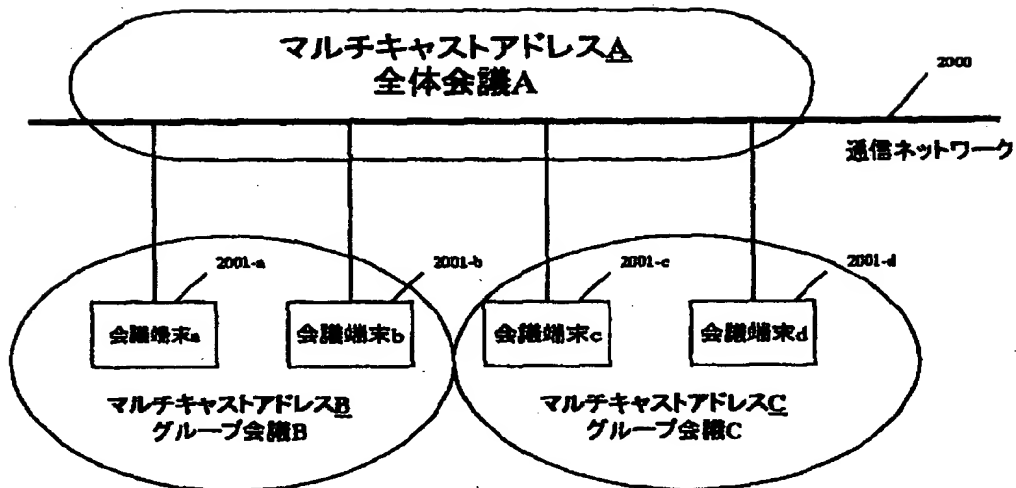 マルチキャストアドレスA
全体会議A
2000
通信ネットワーク
2001-a
2001-b
2001-c
2001-d
会議端末a
会議端末b
会議端末c
会議端末d
マルチキャストアドレスB
グループ会議B
マルチキャストアドレスC
グループ会議C